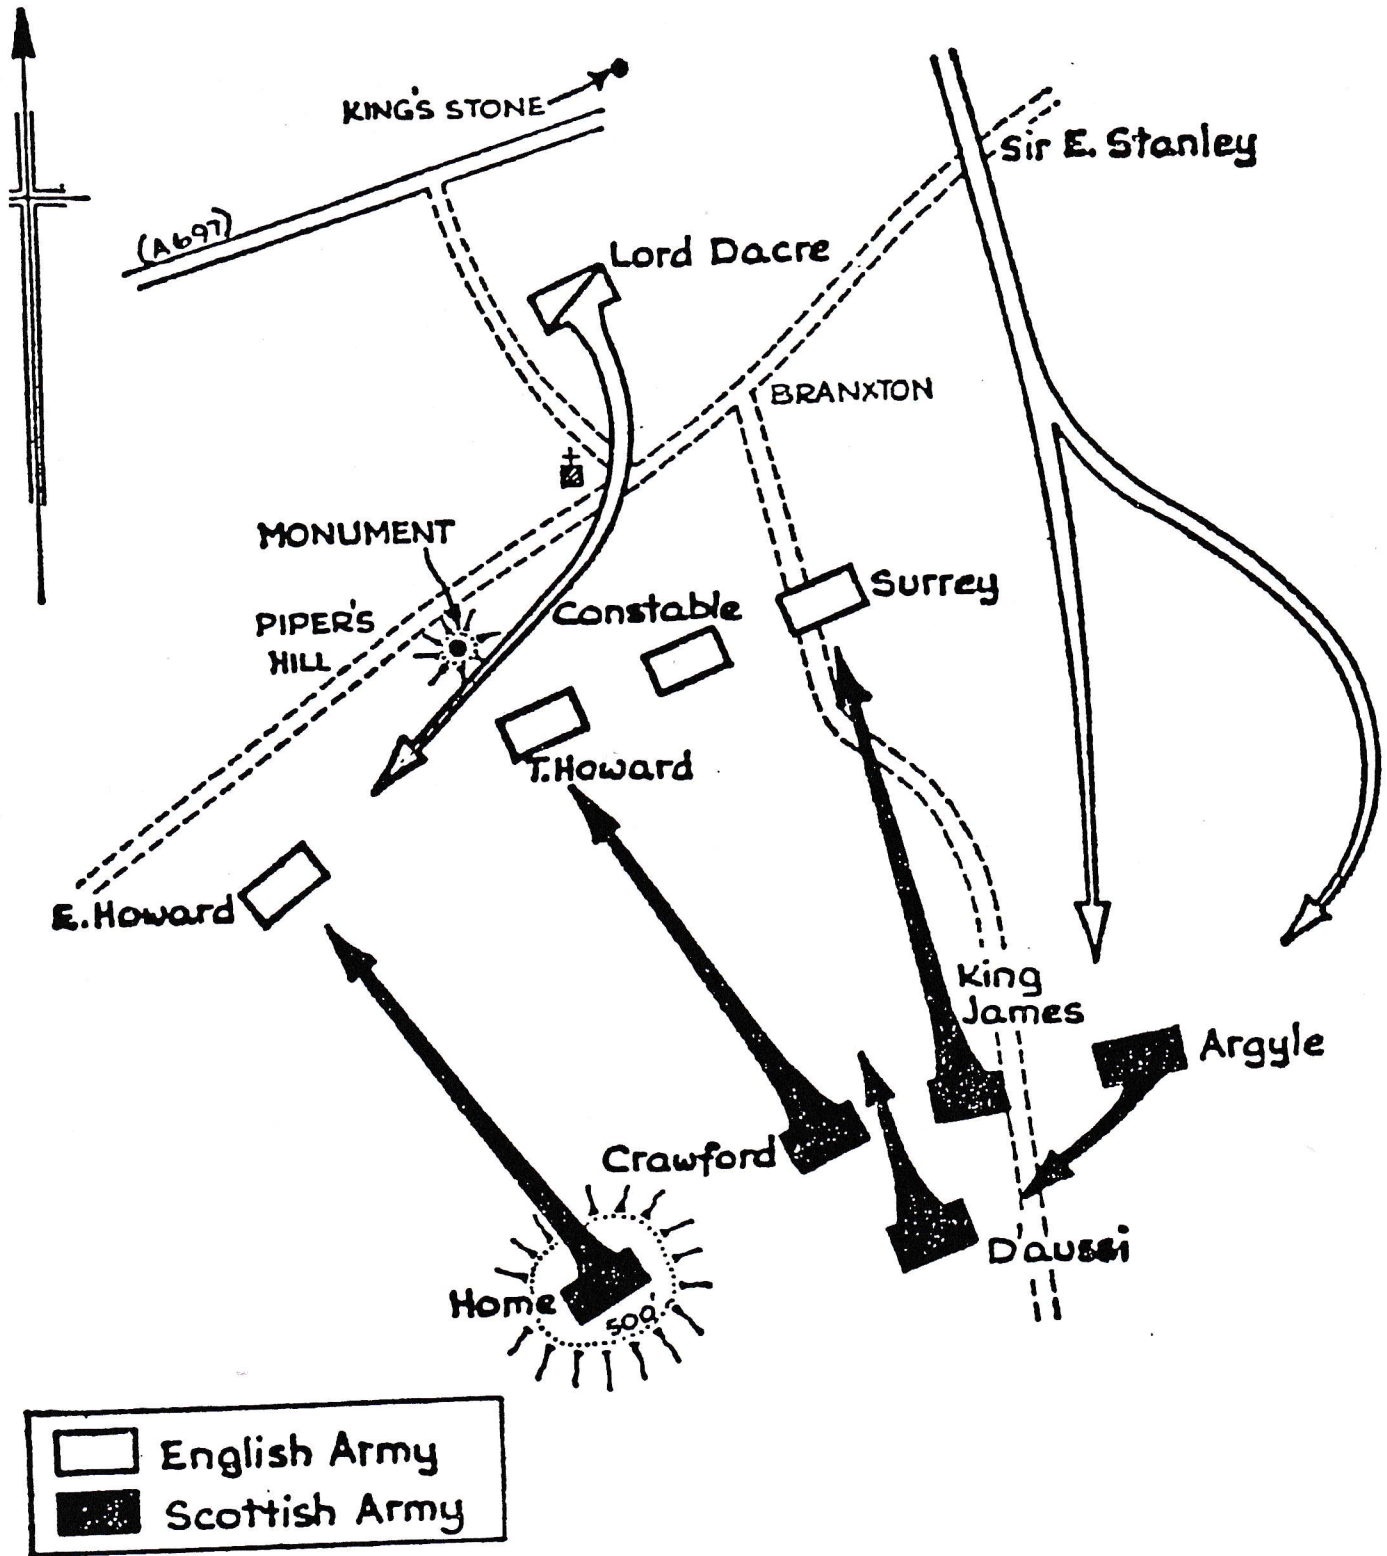 KING'S STONE
Sir E. Stanley
(A697)
Lord Dacre
BRANXTON
MONUMENT
Surrey
Constable
PIPER'S
HILL
T. Howard
E. Howard
King
James
Argyle
Crawford
D'aussi
Home
500'
English Army
Scottish Army